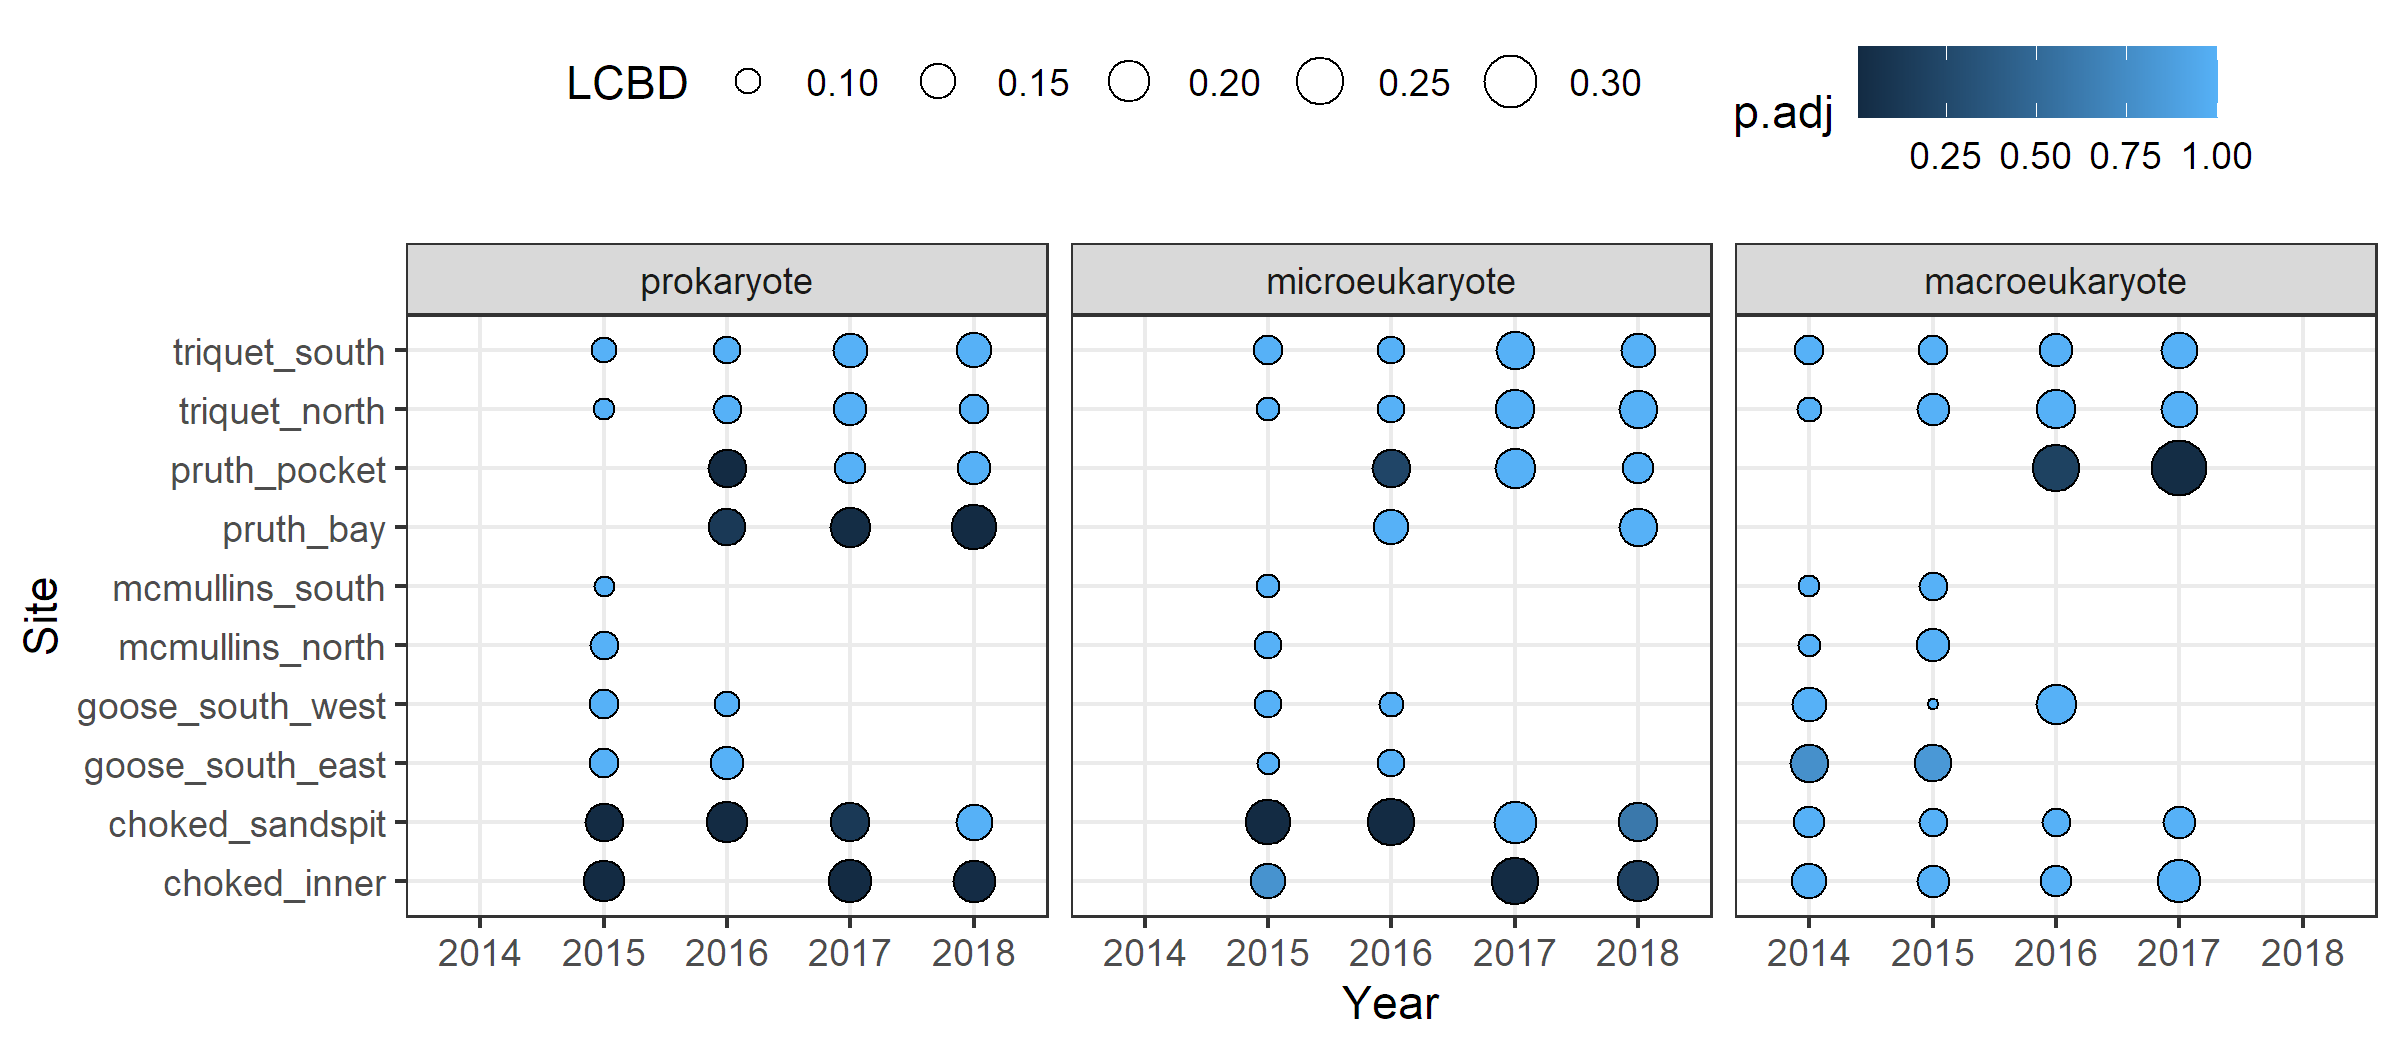 LCBD 0.10 0.15 0.20 0.25 0.30
p.adj
0.25 0.50 0.75 1.00
prokaryote microeukaryote macroeukaryote
Site
triquet_south
triquet_north
pruth_pocket
pruth_bay
mcmullins_south
mcmullins_north
goose_south_west
goose_south_east
choked_sandspit
choked_inner
2014 2015 2016 2017 2018 2014 2015 2016 2017 2018 2014 2015 2016 2017 2018
Year